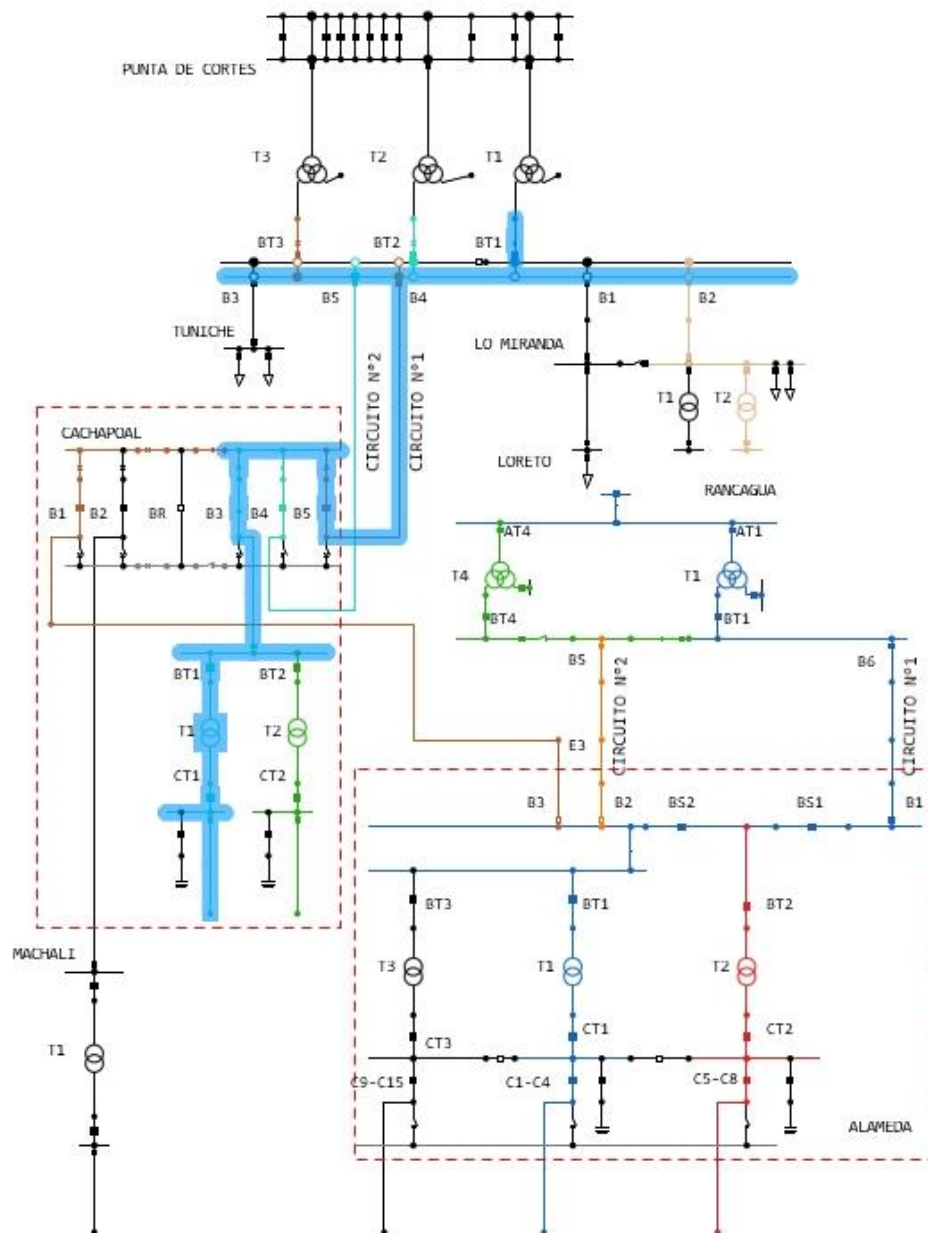 PUNTA DE CORTES
T3
T2
T1
BT3
BT2
BT1
B3
B5
B4
B1
B2
TUNICHE
LO MIRANDA
CIRCUITO N°2
CIRCUITO N°1
T1
T2
CACHAPOAL
LORETO
RANCAGUA
B1
B2
BR
B3
B4
B5
AT4
AT1
T4
T1
BT4
BT1
B5
B6
CIRCUITO N°2
CIRCUITO N°1
BT1
BT2
T1
T2
E3
CT1
CT2
B3
B2
BS2
BS1
B1
BT3
BT1
BT2
MACHALI
T3
T1
T2
T1
CT3
CT1
CT2
C9-C15
C1-C4
C5-C8
ALAMEDA